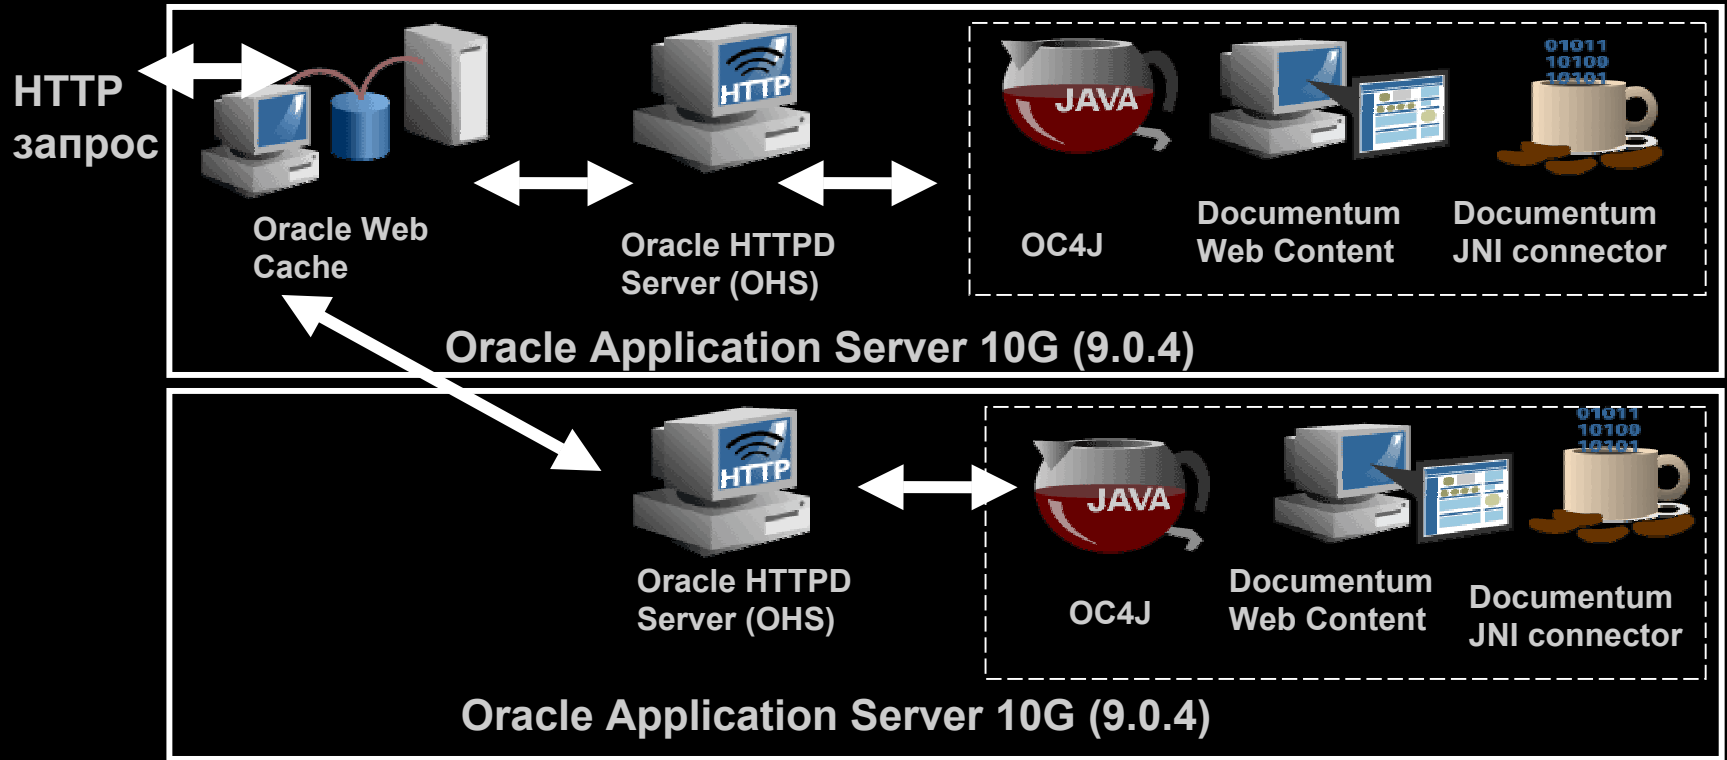 HTTP
запрос
HTTP
JAVA
01011
10100
10101
Oracle Web
Cache
Oracle HTTPD
Server (OHS)
OC4J
Documentum
Web Content
Documentum
JNI connector
Oracle Application Server 10G (9.0.4)
HTTP
JAVA
01011
10100
10101
Oracle HTTPD
Server (OHS)
OC4J
Documentum
Web Content
Documentum
JNI connector
Oracle Application Server 10G (9.0.4)